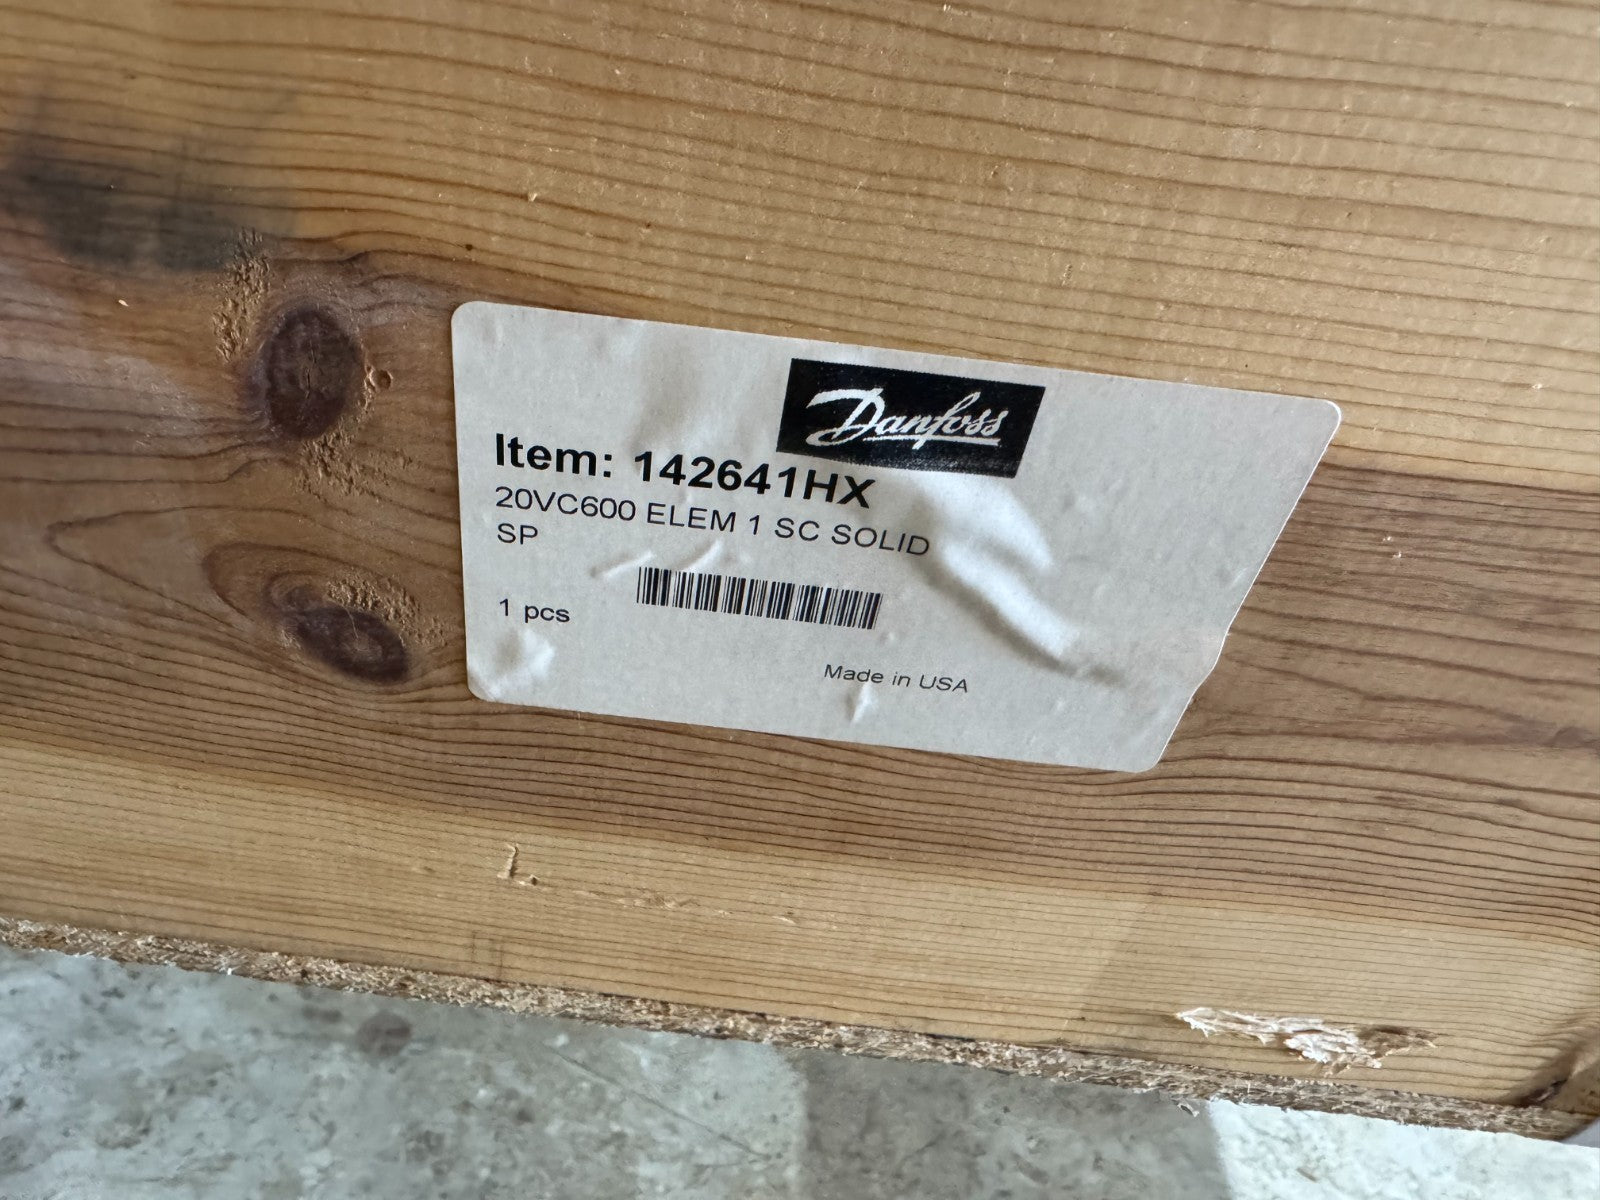 Danfoss
Item: 142641HX
20VC600 ELEM 1 SC SOLID
SP
1 pcs
Made in USA